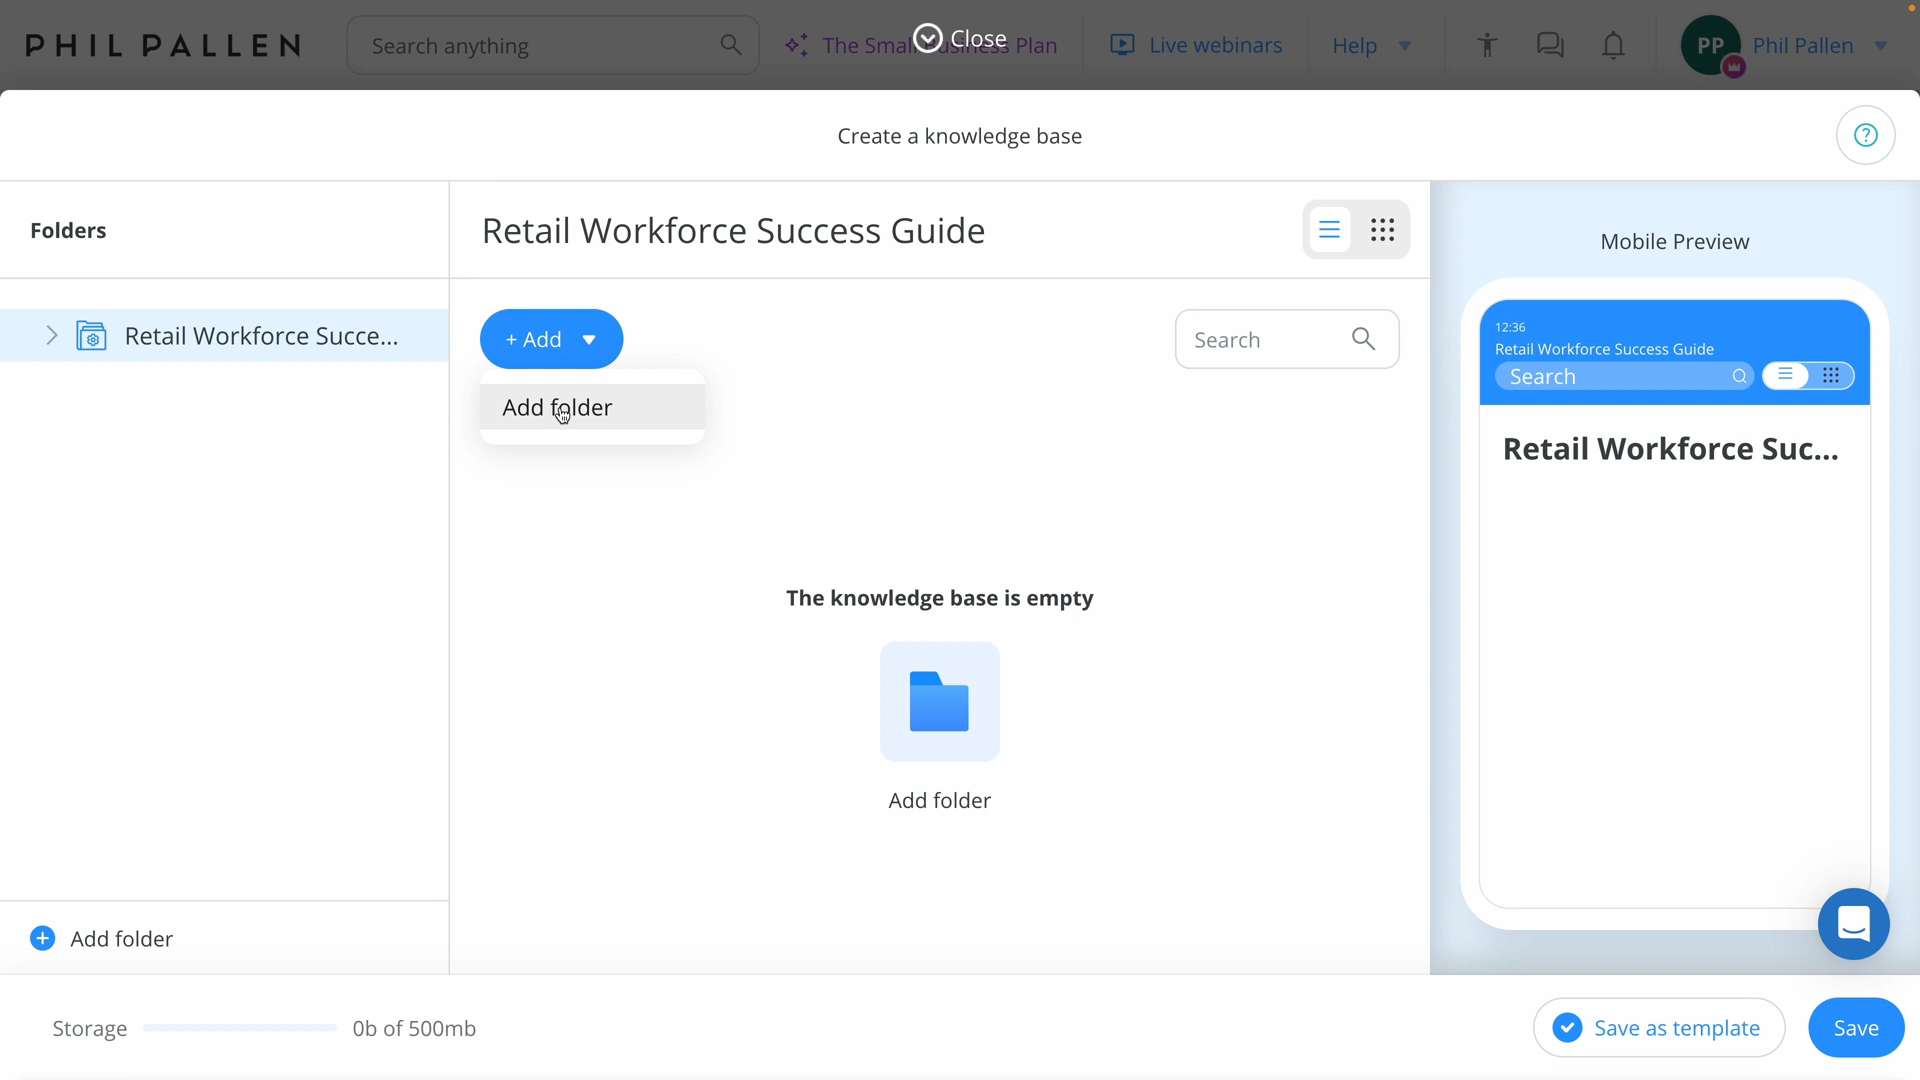 PHIL PALLEN
Search anything
The Small Business Plan
Close
Live webinars
Help
PP
Phil Pallen
Create a knowledge base
?
Folders
Retail Workforce Success Guide
Mobile Preview
Retail Workforce Succe...
+ Add
Search
Add folder
12:36
Retail Workforce Success Guide
Search
Retail Workforce Suc...
The knowledge base is empty
Add folder
Add folder
Storage
0b of 500mb
Save as template
Save